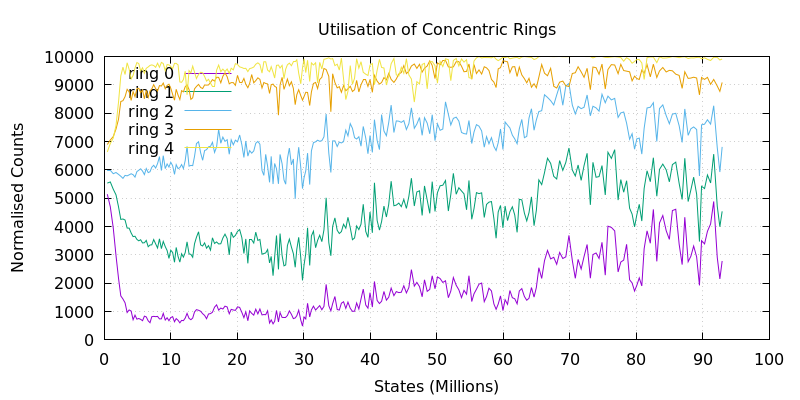 Utilisation of Concentric Rings
10000
9000
8000
7000
6000
5000
4000
3000
2000
1000
0
Normalised Counts
ring 0
ring 1
ring 2
ring 3
ring 4
0 10 20 30 40 50 60 70 80 90 100
States (Millions)